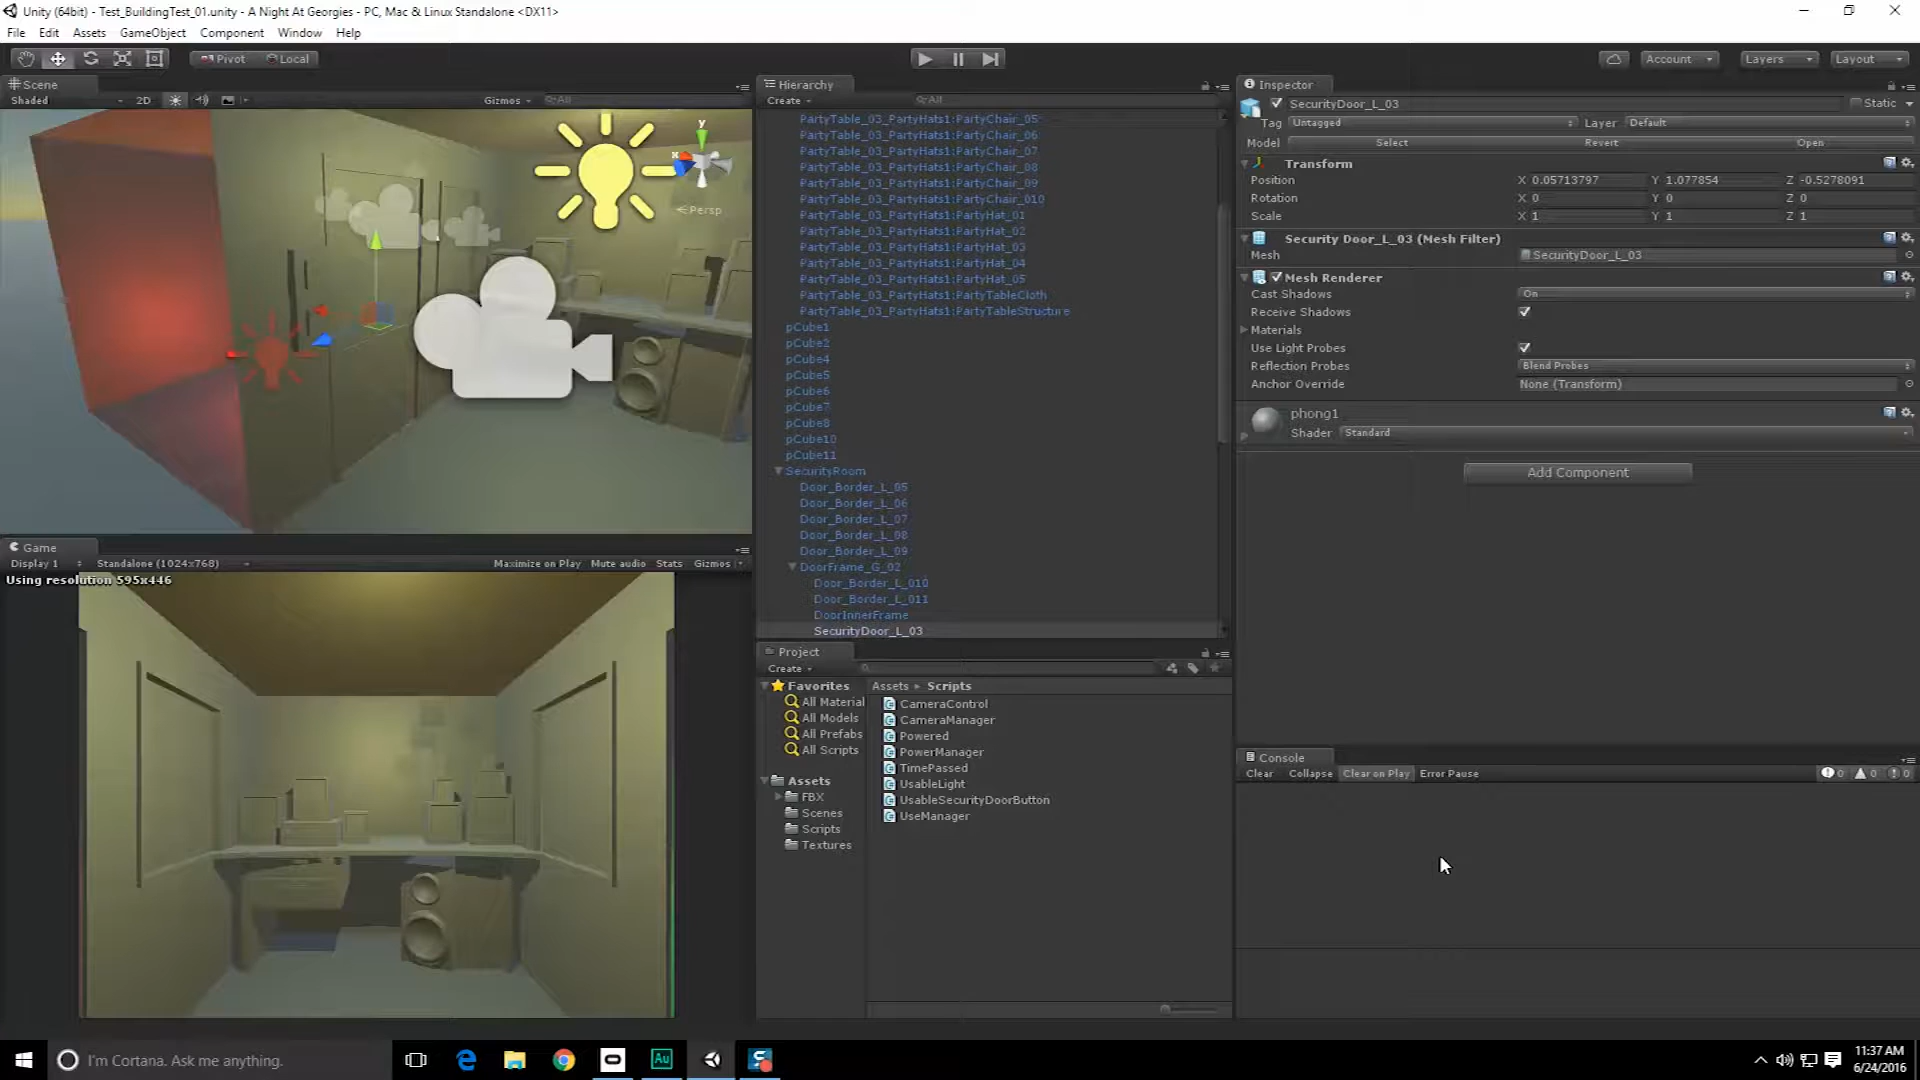 Unity (64bit) - Test_BuildingTest_01.unity - A Night At Georgies - PC, Mac & Linux Standalone <DX11>
File Edit Assets GameObject Component Window Help
Pivot Local Account Layers Layout
Scene
Shaded 2D Gizmos All
y
x
Persp
Game
Display 1 Standalone (1024x768) Maximize on Play Mute audio Stats Gizmos
Using resolution 595x446
Hierarchy
Create All
PartyTable_03_PartyHats1:PartyChair_05
PartyTable_03_PartyHats1:PartyChair_06
PartyTable_03_PartyHats1:PartyChair_07
PartyTable_03_PartyHats1:PartyChair_08
PartyTable_03_PartyHats1:PartyChair_09
PartyTable_03_PartyHats1:PartyChair_010
PartyTable_03_PartyHats1:PartyHat_01
PartyTable_03_PartyHats1:PartyHat_02
PartyTable_03_PartyHats1:PartyHat_03
PartyTable_03_PartyHats1:PartyHat_04
PartyTable_03_PartyHats1:PartyHat_05
PartyTable_03_PartyHats1:PartyTableCloth
PartyTable_03_PartyHats1:PartyTableStructure
pCube1
pCube2
pCube4
pCube5
pCube6
pCube7
pCube8
pCube10
pCube11
SecurityRoom
Door_Border_L_05
Door_Border_L_06
Door_Border_L_07
Door_Border_L_08
Door_Border_L_09
DoorFrame_G_02
Door_Border_L_010
Door_Border_L_011
DoorInnerFrame
SecurityDoor_L_03
Project
Create
Favorites
All Material
All Models
All Prefabs
All Scripts
Assets
FBX
Scenes
Scripts
Textures
Assets Scripts
CameraControl
CameraManager
Powered
PowerManager
TimePassed
UsableLight
UsableSecurityDoorButton
UseManager
Inspector
SecurityDoor_L_03 Static
Tag Untagged Layer Default
Model Select Revert Open
Transform
Position X 0.05713797 Y 1.077854 Z -0.5278091
Rotation X 0 Y 0 Z 0
Scale X 1 Y 1 Z 1
Security Door_L_03 (Mesh Filter)
Mesh SecurityDoor_L_03
Mesh Renderer
Cast Shadows On
Receive Shadows
Materials
Use Light Probes
Reflection Probes Blend Probes
Anchor Override None (Transform)
phong1
Shader Standard
Add Component
Console
Clear Collapse Clear on Play Error Pause 0 0 0
I'm Cortana. Ask me anything.
Au
S
11:37 AM
6/24/2016